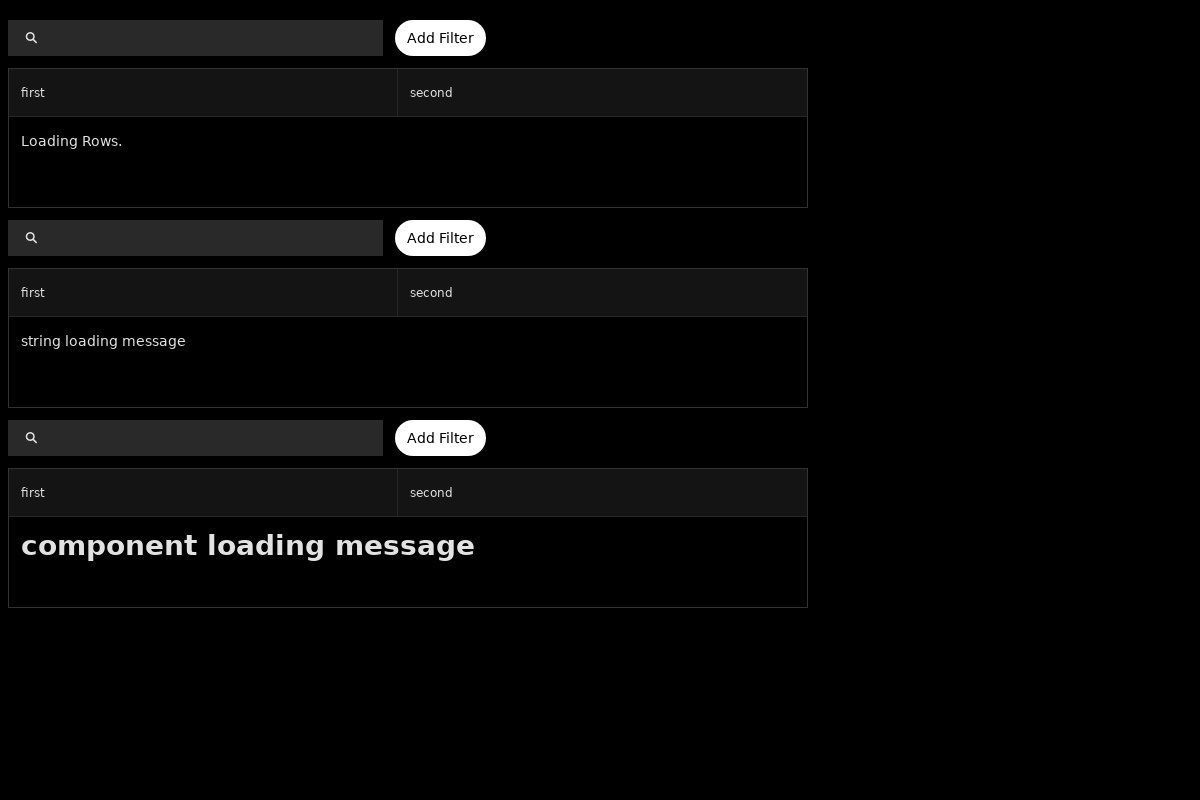 Add Filter
first second
Loading Rows.
Add Filter
first second
string loading message
Add Filter
first second
component loading message